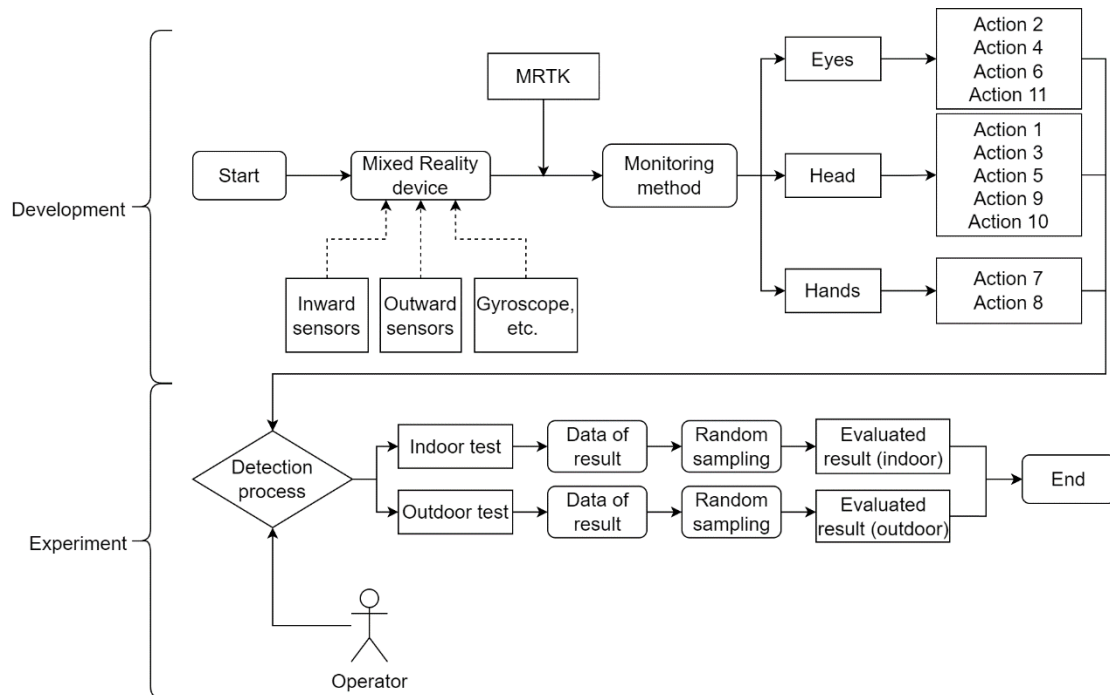 Development
Start
Mixed Reality
device
MRTK
Monitoring
method
Inward
sensors
Outward
sensors
Gyroscope,
etc.
Eyes
Action 2
Action 4
Action 6
Action 11
Head
Action 1
Action 3
Action 5
Action 9
Action 10
Hands
Action 7
Action 8
Experiment
Detection
process
Operator
Indoor test
Data of
result
Random
sampling
Evaluated
result (indoor)
Outdoor test
Data of
result
Random
sampling
Evaluated
result (outdoor)
End